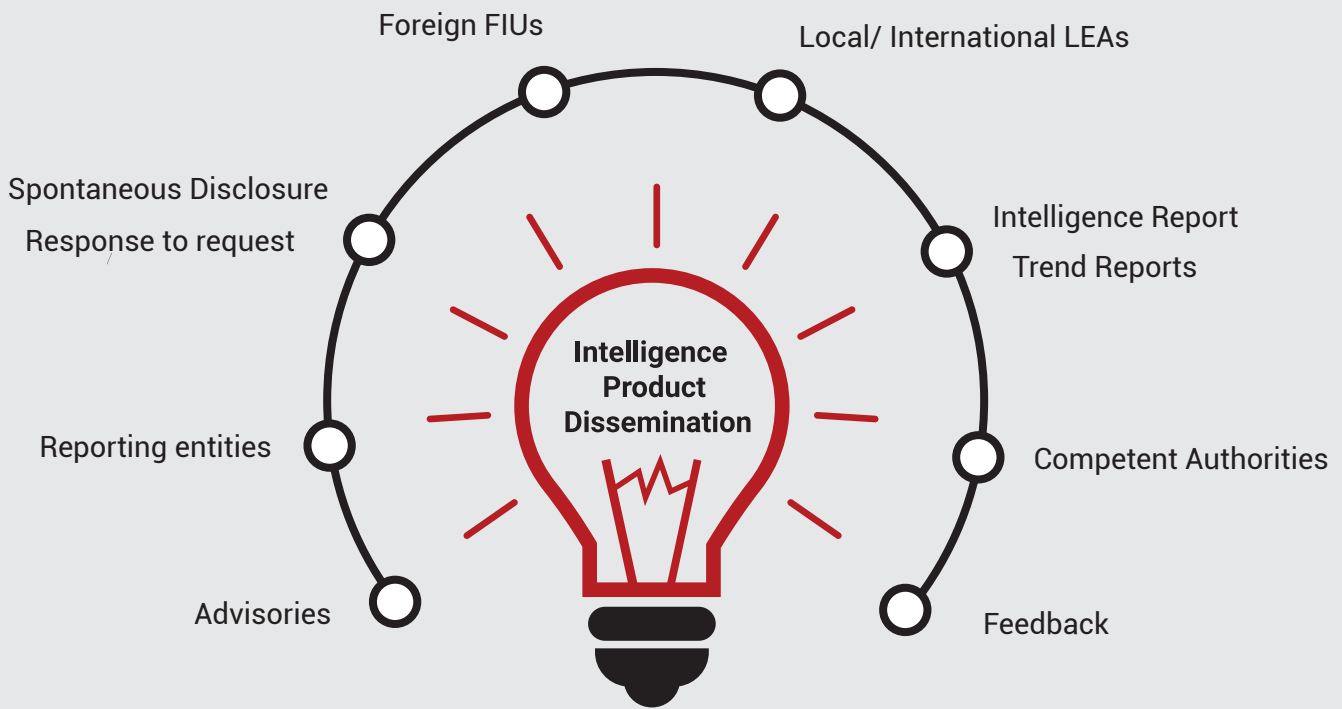 Foreign FIUs
Local/ International LEAs
Spontaneous Disclosure
Response to request
Intelligence Report
Trend Reports
Intelligence
Product
Dissemination
Reporting entities
Competent Authorities
Advisories
Feedback